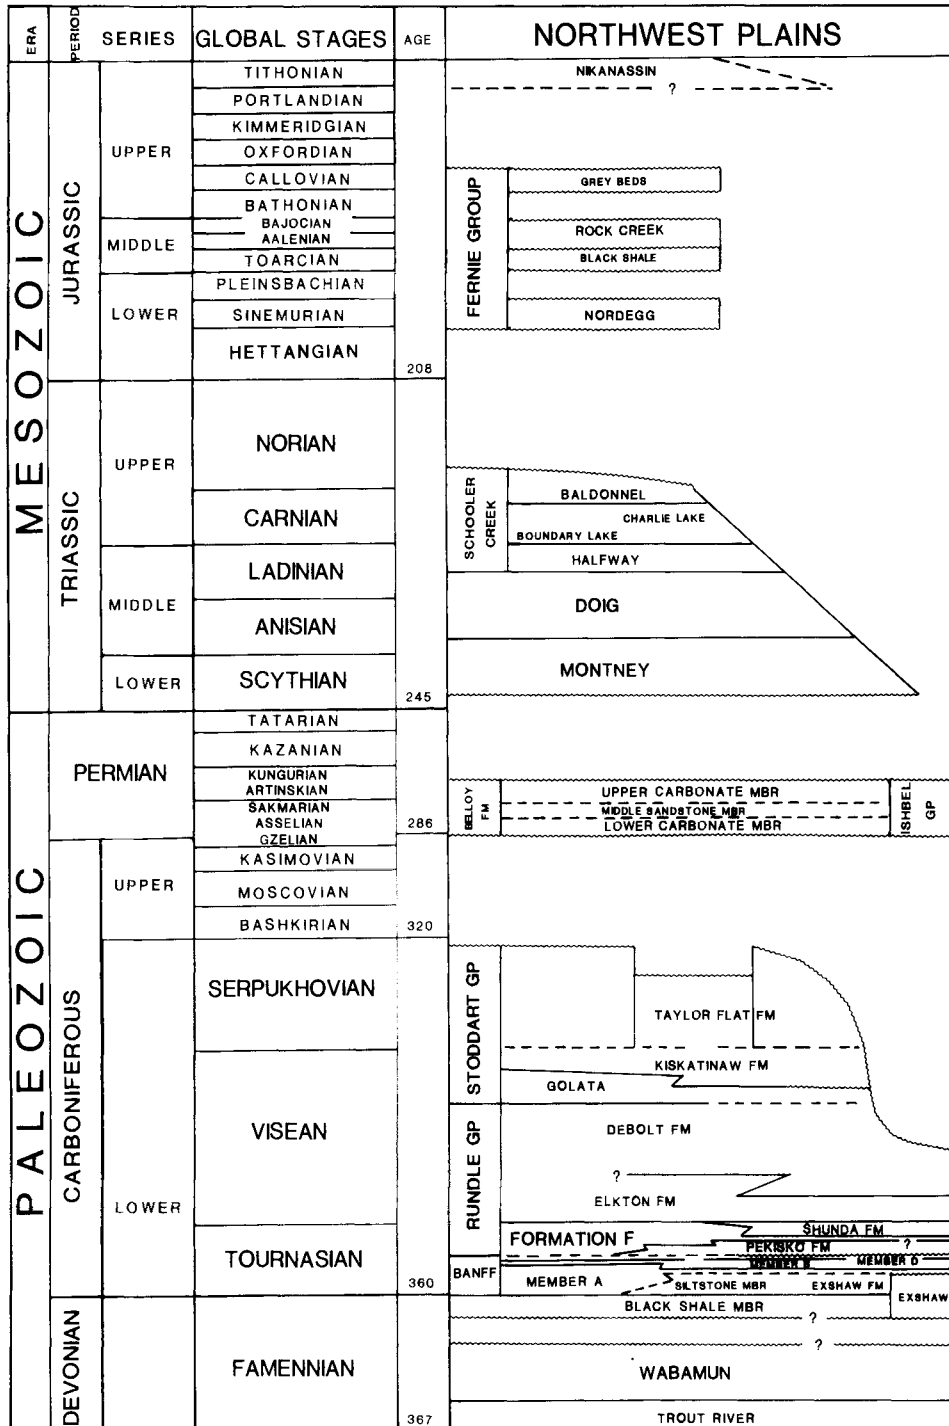 ERA PERIOD SERIES GLOBAL STAGES AGE NORTHWEST PLAINS
MESOZOIC
JURASSIC
UPPER
MIDDLE
LOWER
TITHONIAN
PORTLANDIAN
KIMMERIDGIAN
OXFORDIAN
CALLOVIAN
BATHONIAN
BAJOCIAN
AALENIAN
TOARCIAN
PLEINSBACHIAN
SINEMURIAN
HETTANGIAN
208
NIKANASSIN
?
FERNIE GROUP
GREY BEDS
ROCK CREEK
BLACK SHALE
NORDEGG
TRIASSIC
UPPER
MIDDLE
LOWER
NORIAN
CARNIAN
LADINIAN
ANISIAN
SCYTHIAN
245
SCHOOLER CREEK
BALDONNEL
CHARLIE LAKE
BOUNDARY LAKE
HALFWAY
DOIG
MONTNEY
PALEOZOIC
PERMIAN
TATARIAN
KAZANIAN
KUNGURIAN
ARTINSKIAN
SAKMARIAN
ASSELIAN
286
BELLOY FM
UPPER CARBONATE MBR
MIDDLE SANDSTONE MBR
LOWER CARBONATE MBR
ISHBEL GP
CARBONIFEROUS
UPPER
LOWER
GZELIAN
KASIMOVIAN
MOSCOVIAN
BASHKIRIAN
320
SERPUKHOVIAN
VISEAN
TOURNASIAN
360
STODDART GP
TAYLOR FLAT FM
KISKATINAW FM
GOLATA
RUNDLE GP
DEBOLT FM
?
ELKTON FM
FORMATION F
SHUNDA FM
PEKISKO FM
?
BANFF
MEMBER D
MEMBER A
SILTSTONE MBR
EXSHAW FM
EXSHAW
BLACK SHALE MBR
?
?
DEVONIAN
FAMENNIAN
367
WABAMUN
TROUT RIVER